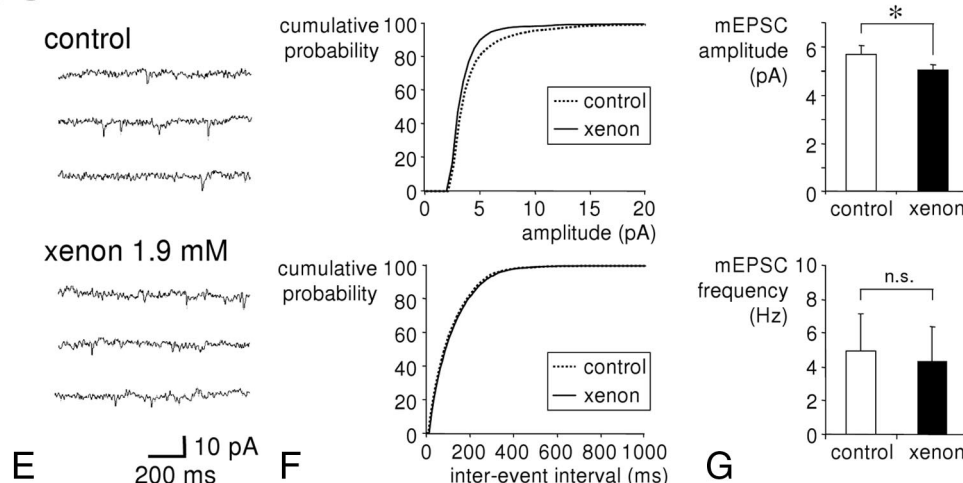 control
xenon 1.9 mM
10 pA
200 ms
E
cumulative
probability
100
80
60
40
20
0
0 5 10 15 20
amplitude (pA)
control
xenon
cumulative
probability
100
80
60
40
20
0
0 200 400 600 800 1000
inter-event interval (ms)
control
xenon
F
mEPSC
amplitude
(pA)
6
4
2
0
*
control xenon
mEPSC
frequency
(Hz)
10
8
6
4
2
0
n.s.
control xenon
G